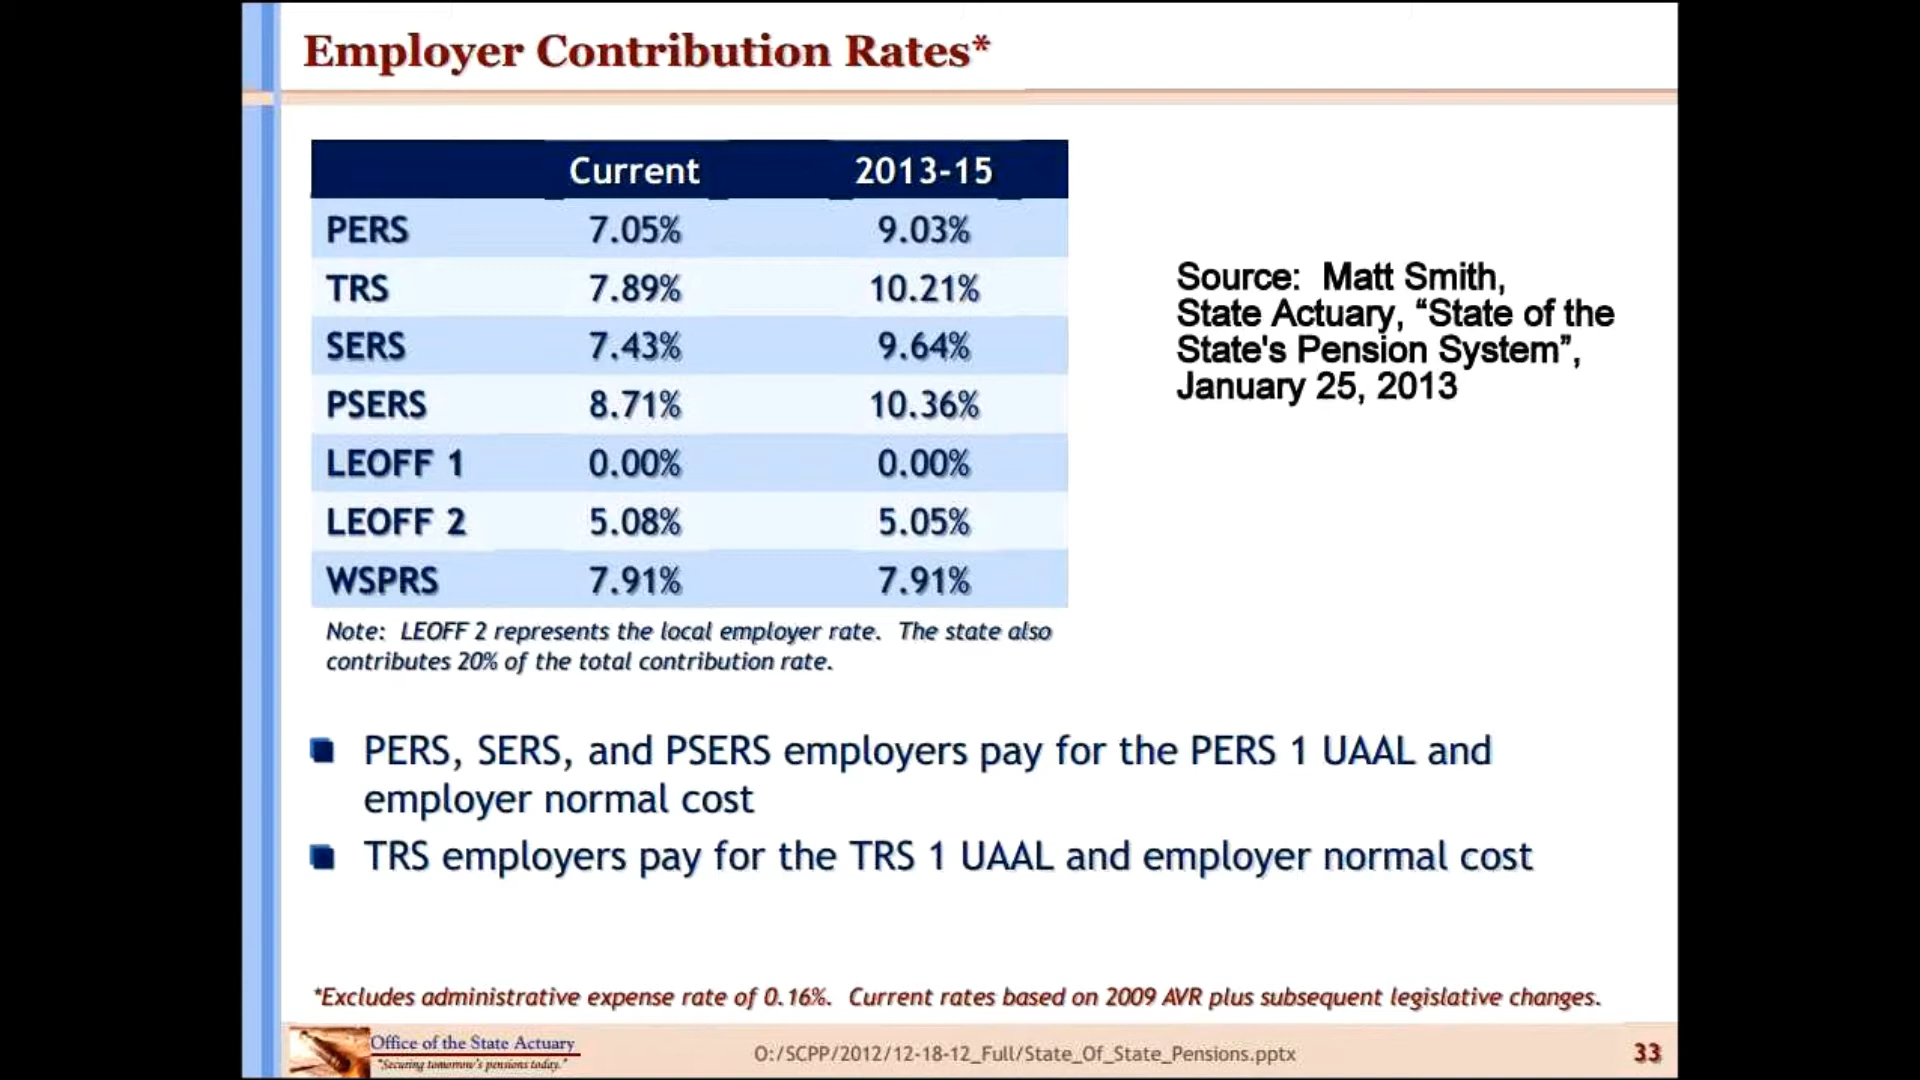 Employer Contribution Rates*
Current 2013-15
PERS 7.05% 9.03%
TRS 7.89% 10.21%
SERS 7.43% 9.64%
PSERS 8.71% 10.36%
LEOFF 1 0.00% 0.00%
LEOFF 2 5.08% 5.05%
WSPRS 7.91% 7.91%
Note: LEOFF 2 represents the local employer rate. The state also
contributes 20% of the total contribution rate.
Source: Matt Smith,
State Actuary, “State of the
State's Pension System”,
January 25, 2013
PERS, SERS, and PSERS employers pay for the PERS 1 UAAL and
employer normal cost
TRS employers pay for the TRS 1 UAAL and employer normal cost
*Excludes administrative expense rate of 0.16%. Current rates based on 2009 AVR plus subsequent legislative changes.
Office of the State Actuary
"Securing tomorrow's pensions today."
O:/SCPP/2012/12-18-12_Full/State_Of_State_Pensions.pptx
33